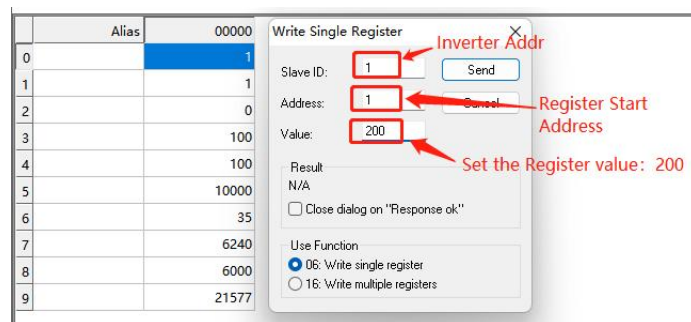 Alias 00000
0 1
1 1
2 0
3 100
4 100
5 10000
6 35
7 6240
8 6000
9 21577
Write Single Register X
Inverter Addr
Slave ID: 1 Send
Address: 1 Cancel
Register Start
Address
Value: 200
Set the Register value: 200
Result
N/A
Close dialog on "Response ok"
Use Function
06: Write single register
16: Write multiple registers